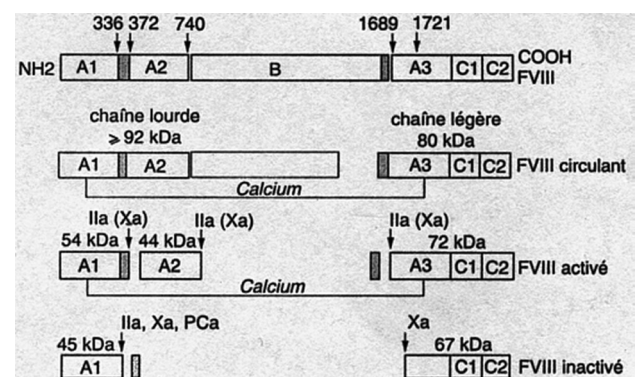 336 372 740 1689 1721
NH2 A1 A2 B A3 C1 C2 COOH
FVIII
chaîne lourde chaîne légère
⩾ 92 kDa 80 kDa
A1 A2 A3 C1 C2 FVIII circulant
Calcium
IIa (Xa) IIa (Xa) IIa (Xa)
54 kDa 44 kDa 72 kDa
A1 A2 A3 C1 C2 FVIII activé
Calcium
IIa, Xa, PCa Xa
45 kDa 67 kDa
A1 C1 C2 FVIII inactivé